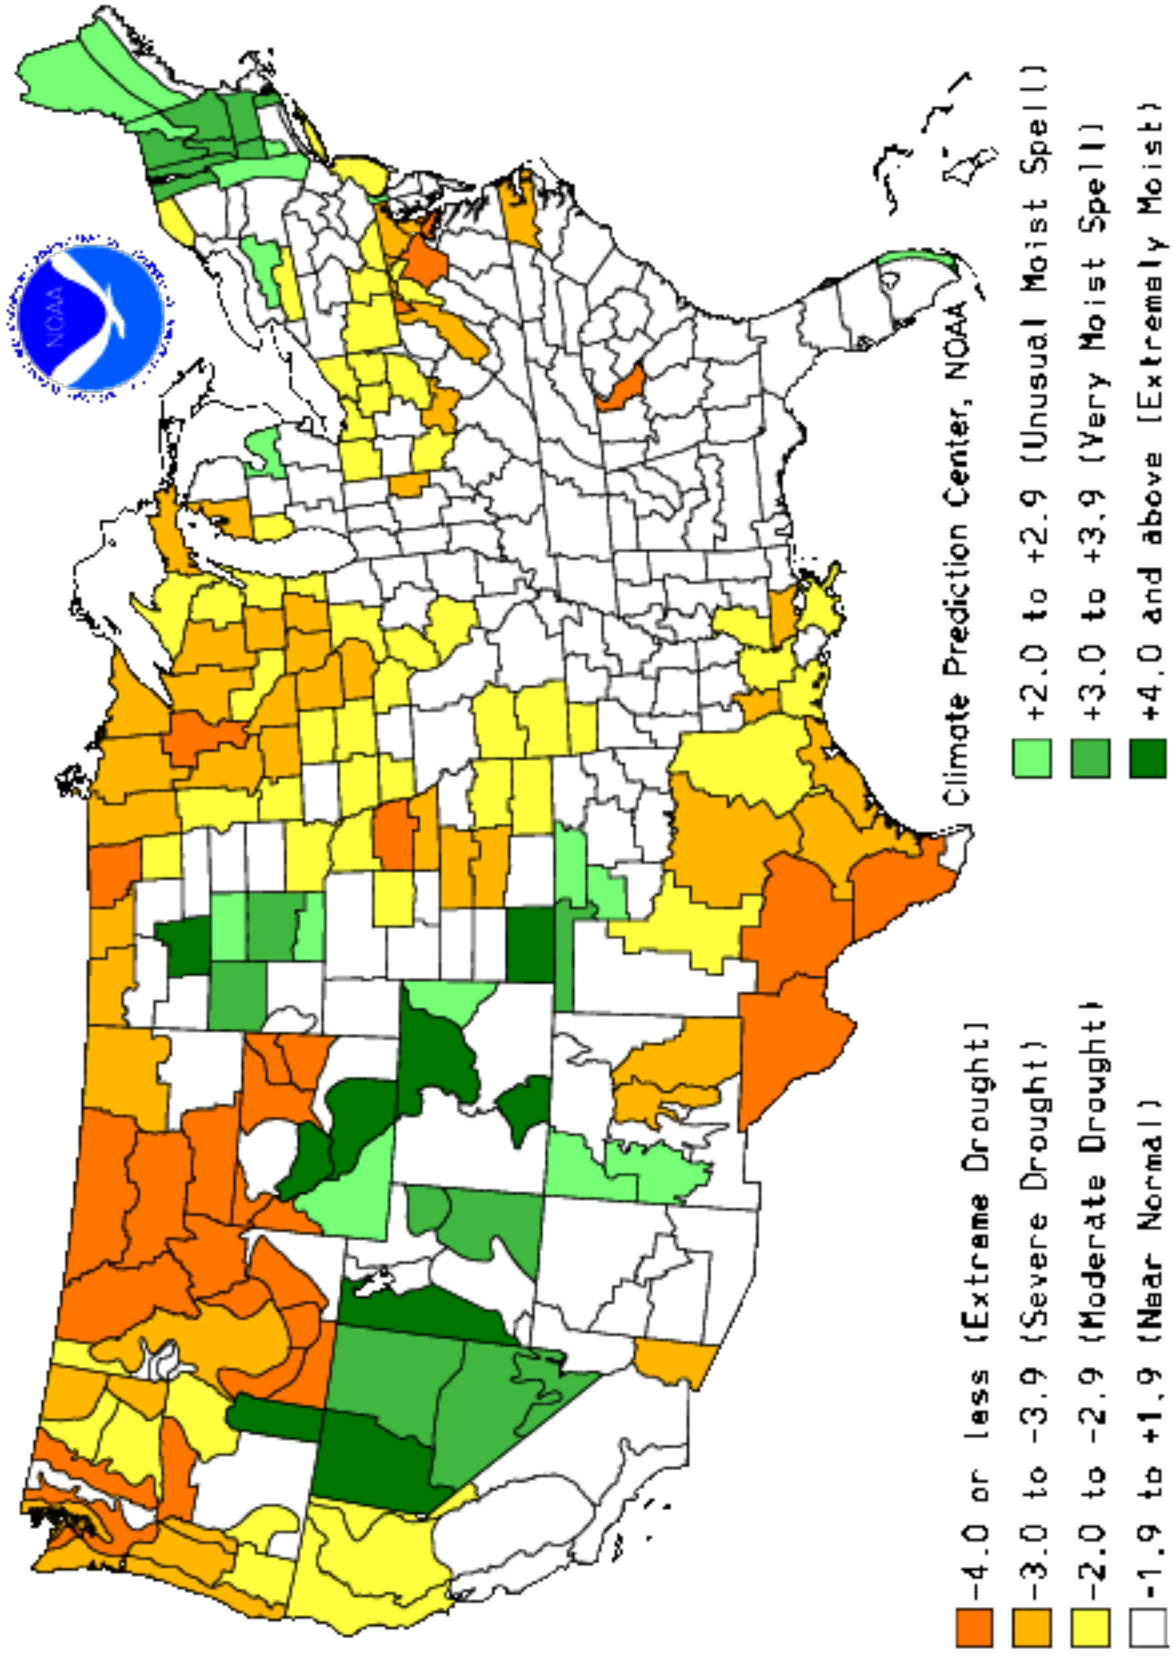 NOAA
Climate Prediction Center, NOAA
-4.0 or less (Extreme Drought)
-3.0 to -3.9 (Severe Drought)
-2.0 to -2.9 (Moderate Drought)
-1.9 to +1.9 (Near Normal)
+2.0 to +2.9 (Unusual Moist Spell)
+3.0 to +3.9 (Very Moist Spell)
+4.0 and above (Extremely Moist)